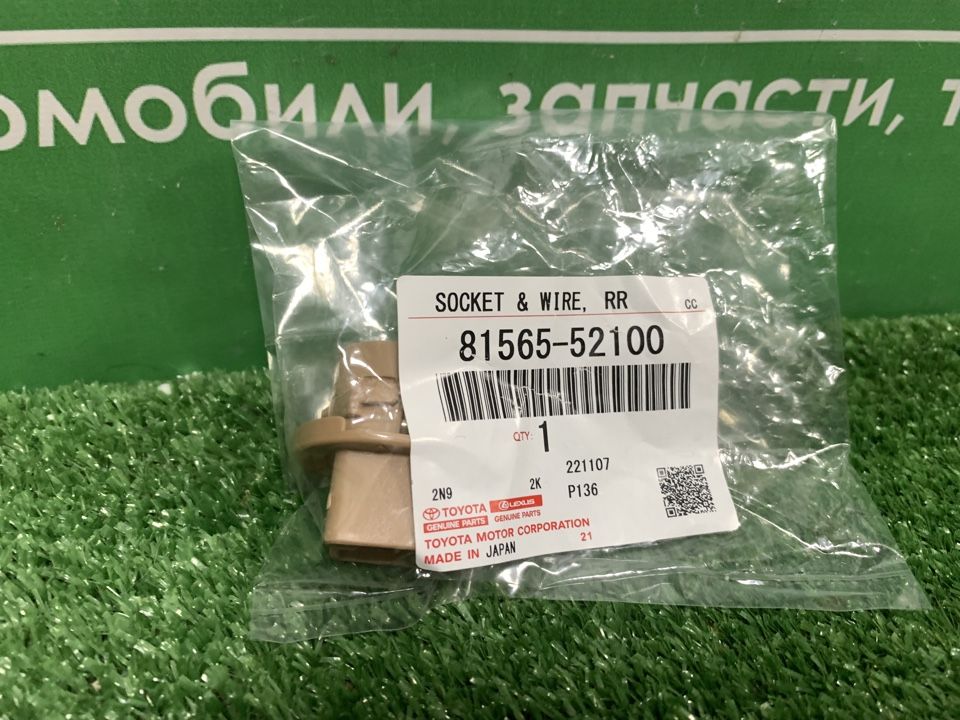 омобили, запчасти, т
SOCKET & WIRE, RR CC
81565-52100
QTY: 1
221107
2N9 2K P136
TOYOTA LEXUS
GENUINE PARTS GENUINE PARTS
TOYOTA MOTOR CORPORATION
MADE IN JAPAN 21